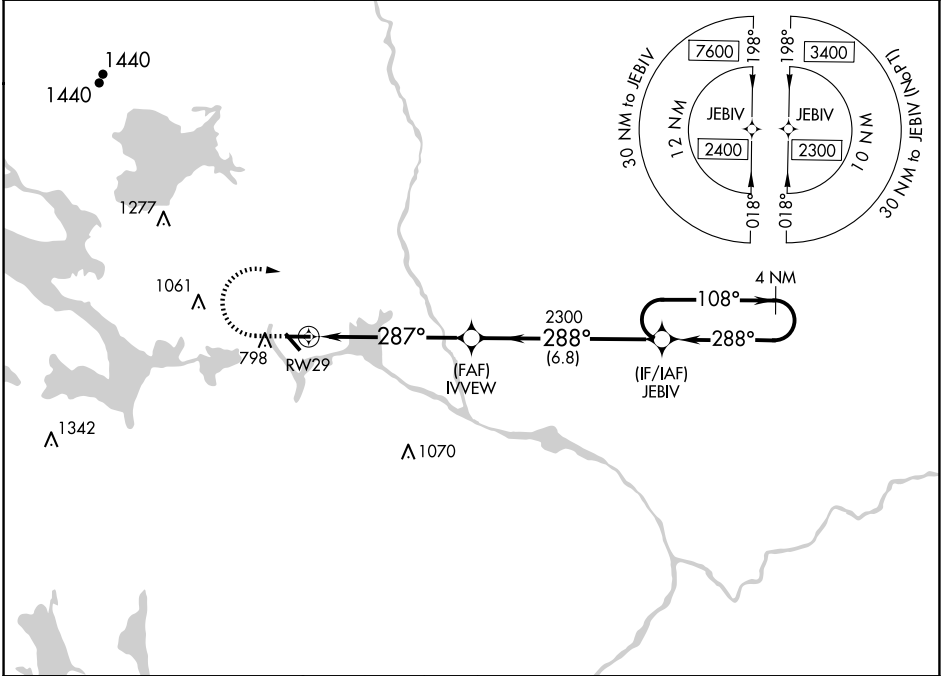 1440
1440
1277
1061
798
RW29
1342
1070
287°
(FAF)
IVVEW
2300
288°
(6.8)
(IF/IAF)
JEBIV
108°
4 NM
288°
30 NM to JEBIV
7600
198°
12 NM
JEBIV
2400
018°
198°
3400
30 NM to JEBIV (NoPT)
JEBIV
2300
10 NM
018°